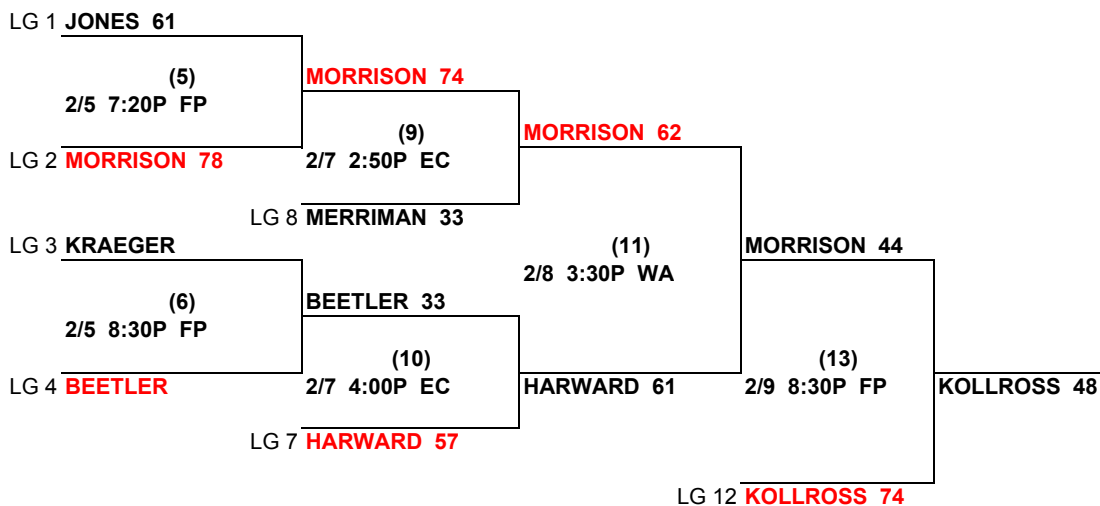 LG 1 JONES 61
(5)
2/5 7:20P FP
MORRISON 74
LG 2 MORRISON 78
(9)
2/7 2:50P EC
MORRISON 62
LG 8 MERRIMAN 33
LG 3 KRAEGER
(11)
2/8 3:30P WA
MORRISON 44
(6)
2/5 8:30P FP
BEETLER 33
LG 4 BEETLER
(10)
2/7 4:00P EC
HARWARD 61
(13)
2/9 8:30P FP
KOLLROSS 48
LG 7 HARWARD 57
LG 12 KOLLROSS 74